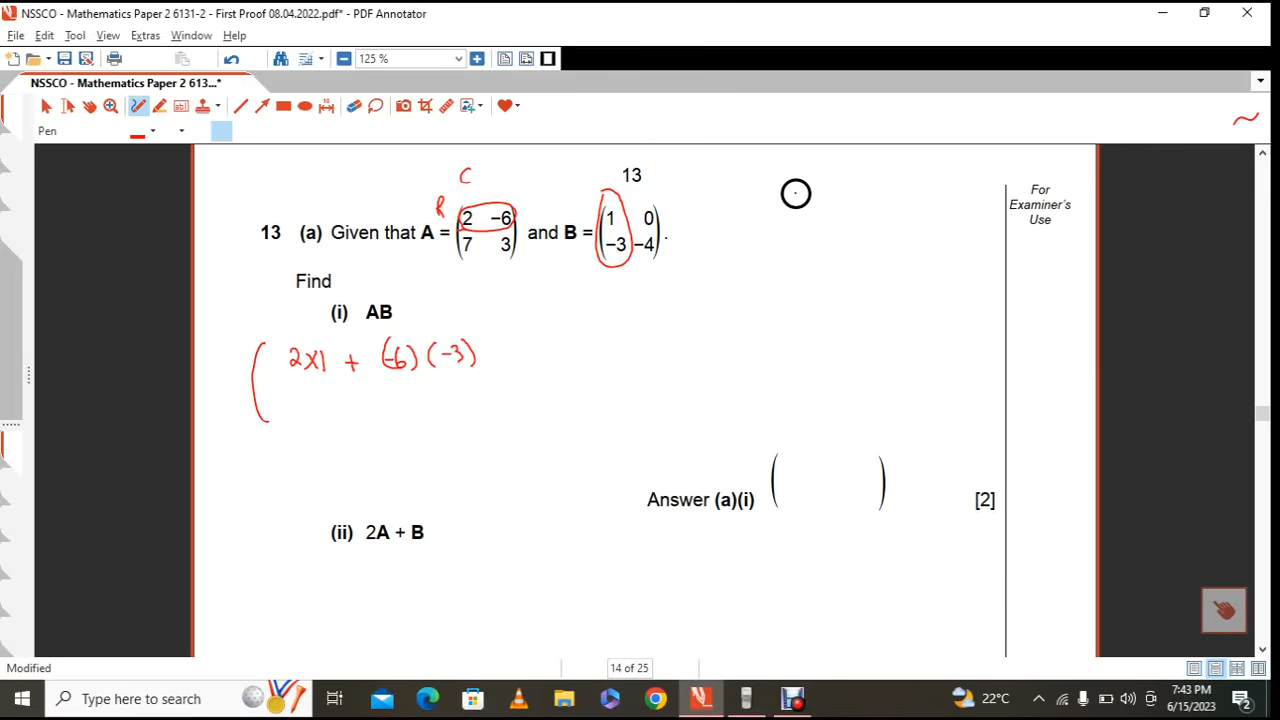 NSSCO - Mathematics Paper 2 6131-2 - First Proof 08.04.2022.pdf* - PDF Annotator
File Edit Tool View Extras Window Help
125 %
NSSCO - Mathematics Paper 2 613...*
Pen
13
C
R
For
Examiner's
Use
13 (a) Given that A = (2 −6 7 3) and B = (1 0 −3 −4).
Find
(i) AB
( 2x1 + (-6)(-3)
Answer (a)(i) ( ) [2]
(ii) 2A + B
Modified
14 of 25
Type here to search
22°C
7:43 PM
6/15/2023
2